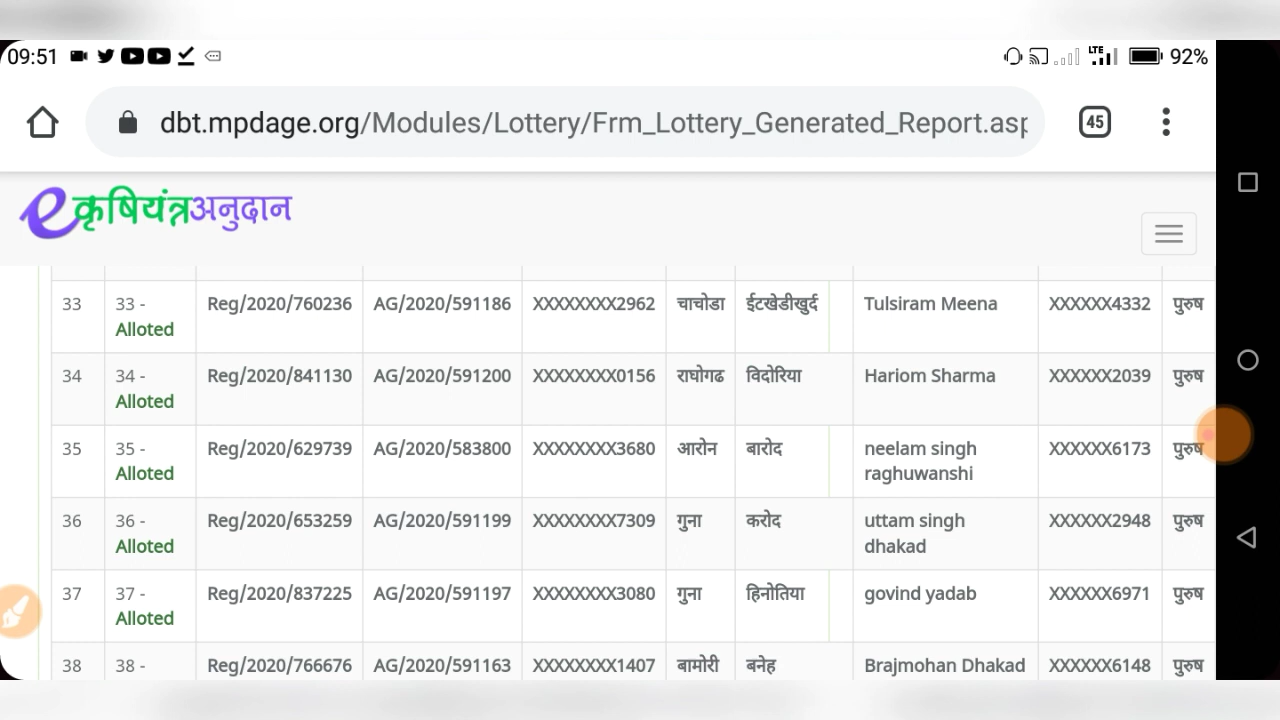 09:51 LTE 92%
dbt.mpdage.org/Modules/Lottery/Frm_Lottery_Generated_Report.asp 45
eकृषियंत्रअनुदान
33 33 - Alloted Reg/2020/760236 AG/2020/591186 XXXXXXXX2962 चाचोडा ईटखेडीखुर्द Tulsiram Meena XXXXXX4332 पुरुष
34 34 - Alloted Reg/2020/841130 AG/2020/591200 XXXXXXXX0156 राघोगढ विदोरिया Hariom Sharma XXXXXX2039 पुरुष
35 35 - Alloted Reg/2020/629739 AG/2020/583800 XXXXXXXX3680 आरोन बारोद neelam singh raghuwanshi XXXXXX6173 पुरुष
36 36 - Alloted Reg/2020/653259 AG/2020/591199 XXXXXXXX7309 गुना करोद uttam singh dhakad XXXXXX2948 पुरुष
37 37 - Alloted Reg/2020/837225 AG/2020/591197 XXXXXXXX3080 गुना हिनोतिया govind yadab XXXXXX6971 पुरुष
38 38 - Reg/2020/766676 AG/2020/591163 XXXXXXXX1407 बामोरी बनेह Brajmohan Dhakad XXXXXX6148 पुरुष